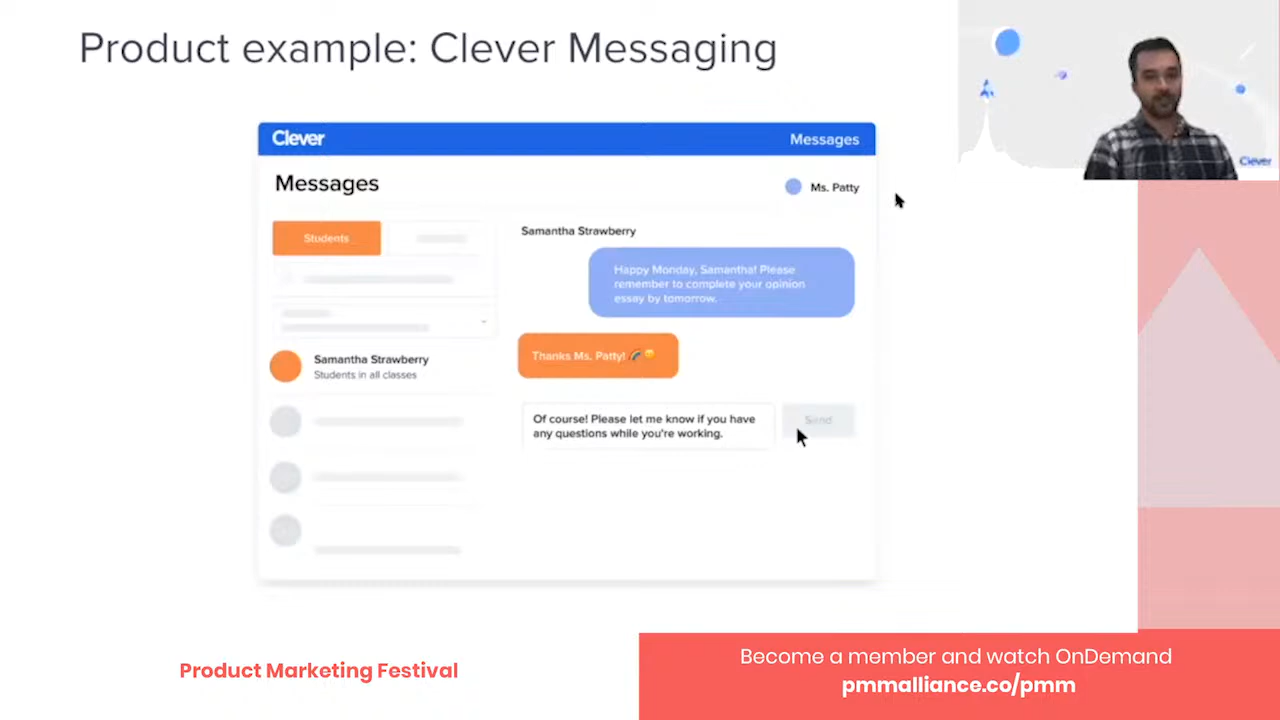 Product example: Clever Messaging
Clever
Clever
Messages
Messages
Ms. Patty
Students
Samantha Strawberry
Happy Monday, Samantha! Please
remember to complete your opinion
essay by tomorrow.
Thanks Ms. Patty! 🌈😊
Samantha Strawberry
Students in all classes
Of course! Please let me know if you have
any questions while you're working.
Send
Product Marketing Festival
Become a member and watch OnDemand
pmmalliance.co/pmm